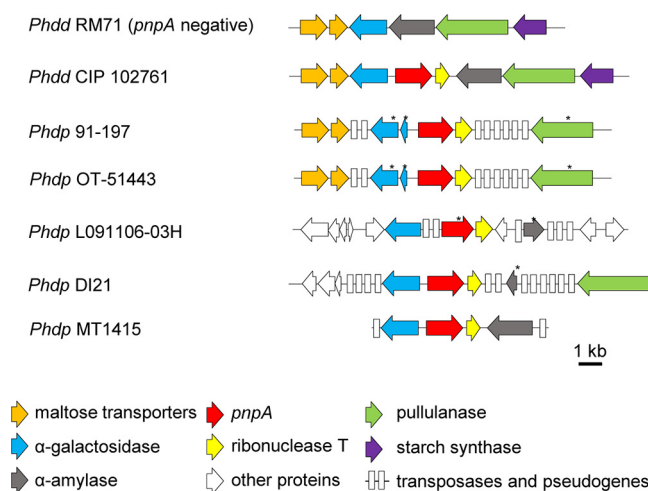 Phdd RM71 (pnpA negative)
Phdd CIP 102761
* *
*
Phdp 91-197
* *
*
Phdp OT-51443
*
*
Phdp L091106-03H
*
Phdp DI21
Phdp MT1415
1 kb
maltose transporters
pnpA
pullulanase
α-galactosidase
ribonuclease T
starch synthase
α-amylase
other proteins
transposases and pseudogenes